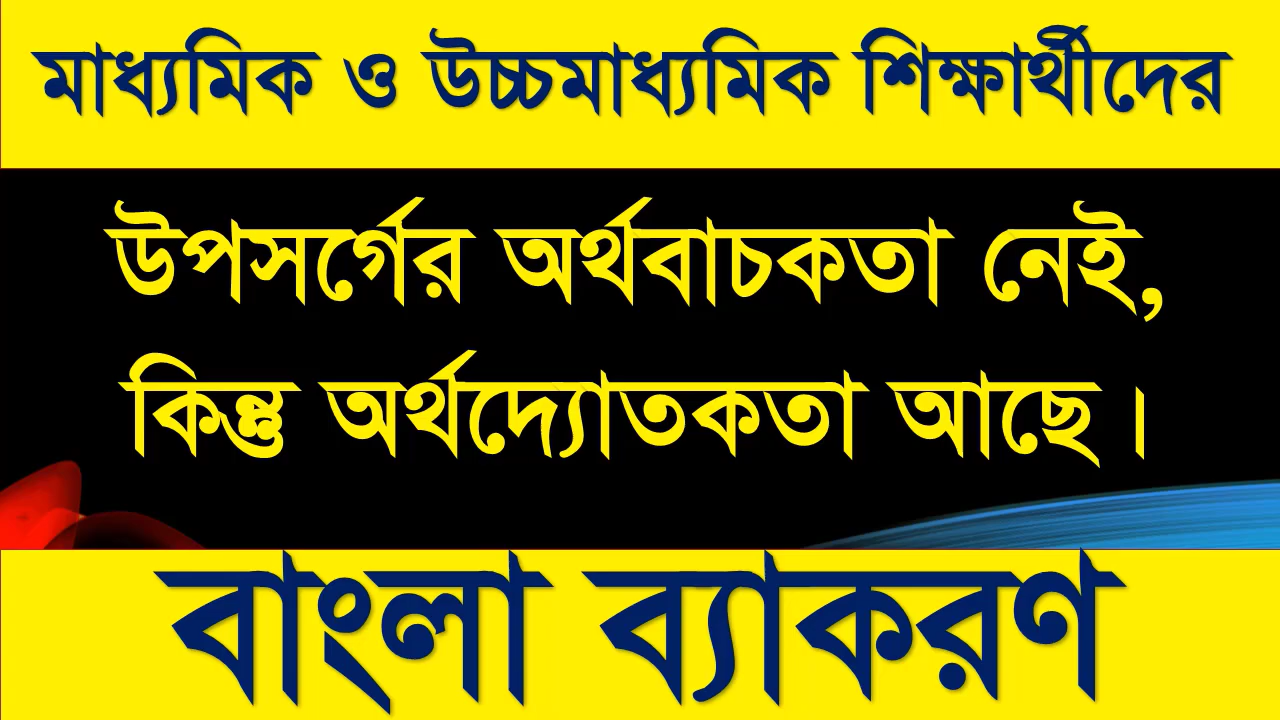 মাধ্যমিক ও উচ্চমাধ্যমিক শিক্ষার্থীদের
উপসর্গের অর্থবাচকতা নেই,
কিন্তু অর্থদ্যোতকতা আছে।
বাংলা ব্যাকরণ